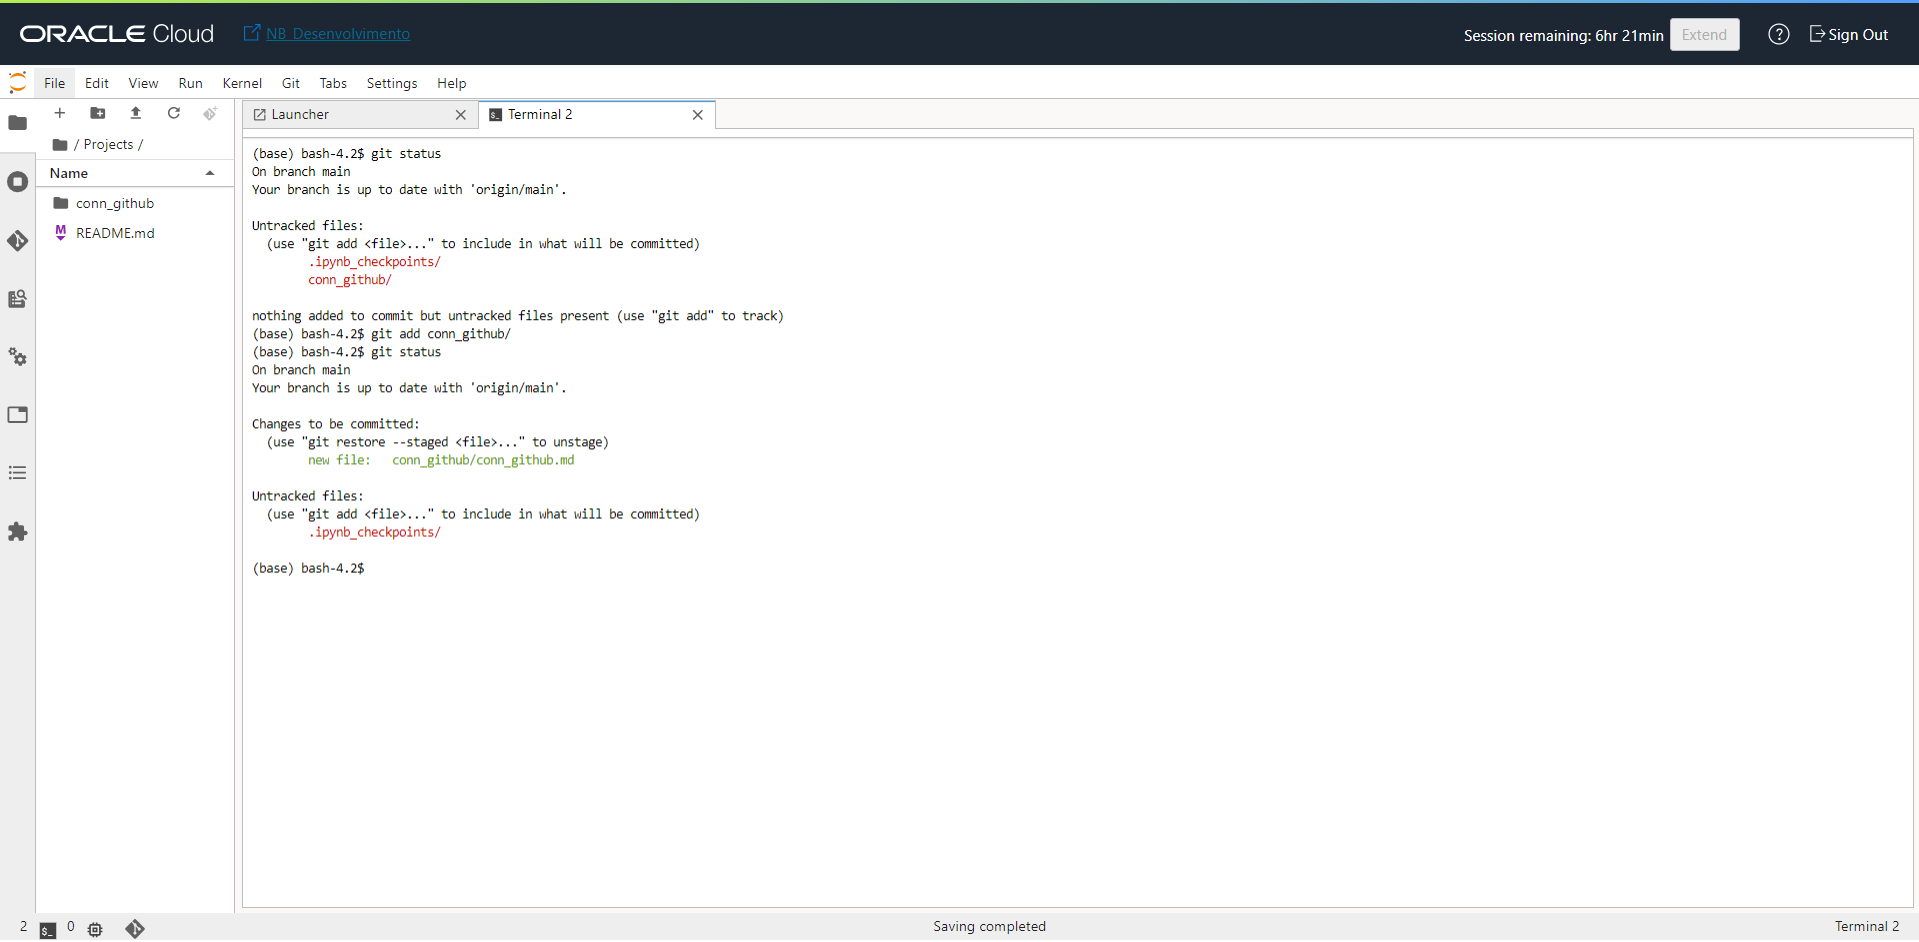 ORACLE Cloud
NB_Desenvolvimento
Session remaining: 6hr 21min
Extend
?
Sign Out
File Edit View Run Kernel Git Tabs Settings Help
/ Projects /
Name
conn_github
README.md
Launcher
Terminal 2
(base) bash-4.2$ git status
On branch main
Your branch is up to date with 'origin/main'.
Untracked files:
(use "git add <file>..." to include in what will be committed)
.ipynb_checkpoints/
conn_github/
nothing added to commit but untracked files present (use "git add" to track)
(base) bash-4.2$ git add conn_github/
(base) bash-4.2$ git status
On branch main
Your branch is up to date with 'origin/main'.
Changes to be committed:
(use "git restore --staged <file>..." to unstage)
new file:   conn_github/conn_github.md
Untracked files:
(use "git add <file>..." to include in what will be committed)
.ipynb_checkpoints/
(base) bash-4.2$
2 $_ 0
Saving completed
Terminal 2